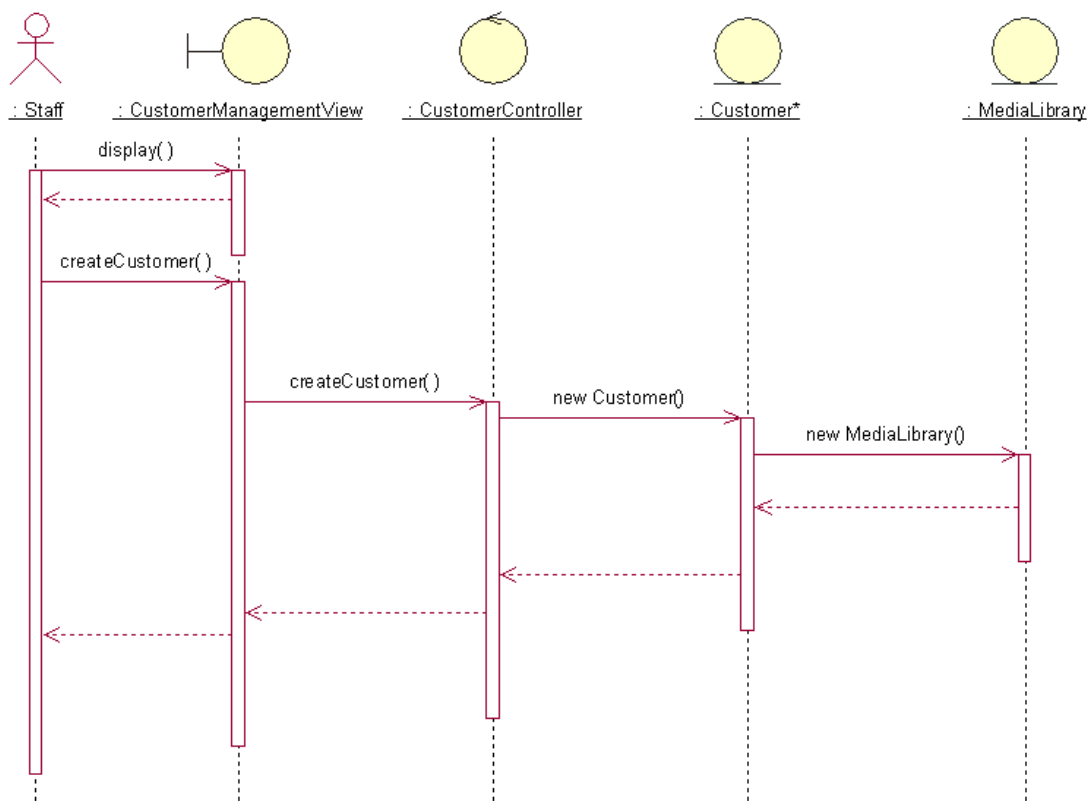 : Staff
: CustomerManagementView
: CustomerController
: Customer*
: MediaLibrary
display( )
createCustomer( )
createCustomer( )
new Customer()
new MediaLibrary()